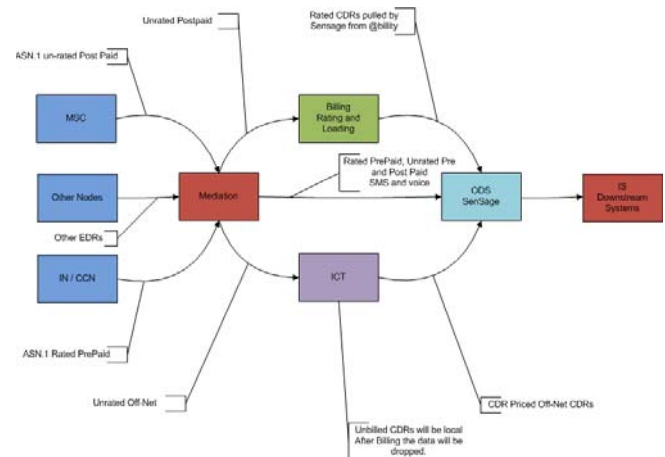 Unrated Postpaid
Rated CDRs pulled by
Sensage from @billity
ASN.1 un-rated Post Paid
MSC
Billing
Rating and
Loading
Rated PrePaid, Unrated Pre
and Post Paid
SMS and voice
Other Nodes
Mediation
ODS
SenSage
IS
Downstream
Systems
Other EDRs
IN / CCN
ICT
ASN.1 Rated PrePaid
Unrated Off-Net
CDR Priced Off-Net CDRs
Unbilled CDRs will be local
After Billing the data will be
dropped.